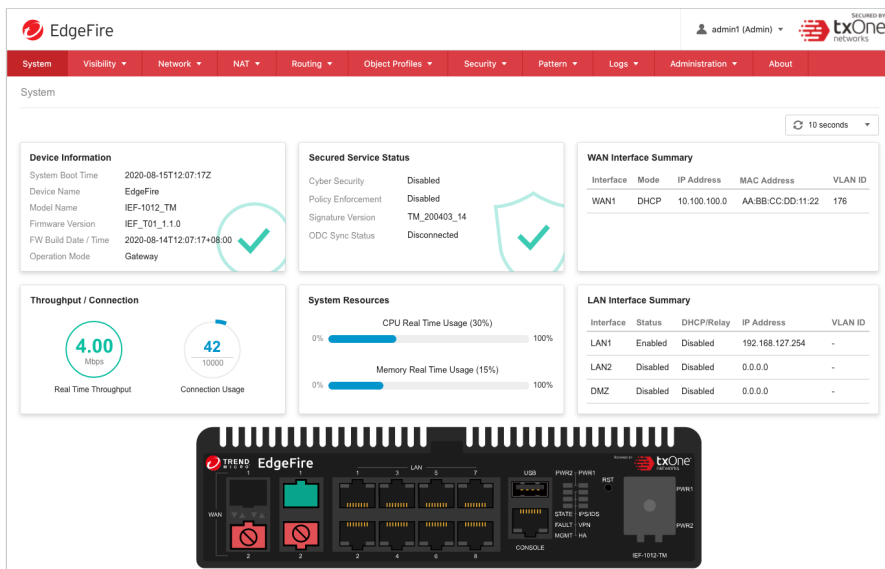 EdgeFire
admin1 (Admin)
SECURED BY
txOne
networks
System Visibility Network NAT Routing Object Profiles Security Pattern Logs Administration About
System
10 seconds
Device Information
System Boot Time 2020-08-15T12:07:17Z
Device Name EdgeFire
Model Name IEF-1012_TM
Firmware Version IEF_T01_1.1.0
FW Build Date / Time 2020-08-14T12:07:17+08:00
Operation Mode Gateway
Secured Service Status
Cyber Security Disabled
Policy Enforcement Disabled
Signature Version TM_200403_14
ODC Sync Status Disconnected
WAN Interface Summary
Interface Mode IP Address MAC Address VLAN ID
WAN1 DHCP 10.100.100.0 AA:BB:CC:DD:11:22 176
Throughput / Connection
4.00
Mbps
Real Time Throughput
42
10000
Connection Usage
System Resources
CPU Real Time Usage (30%)
0% 100%
Memory Real Time Usage (15%)
0% 100%
LAN Interface Summary
Interface Status DHCP/Relay IP Address VLAN ID
LAN1 Enabled Disabled 192.168.127.254 -
LAN2 Disabled Disabled 0.0.0.0 -
DMZ Disabled Disabled 0.0.0.0 -
TREND MICRO EdgeFire
SECURED BY
txOne
networks
LAN
1 1 1 3 5 7
USB PWR2 PWR1
RST
PWR1
WAN
STATE IPS/IDS
FAULT VPN
PWR2
MGMT HA
CONSOLE
2 2 2 4 6 8
IEF-1012-TM